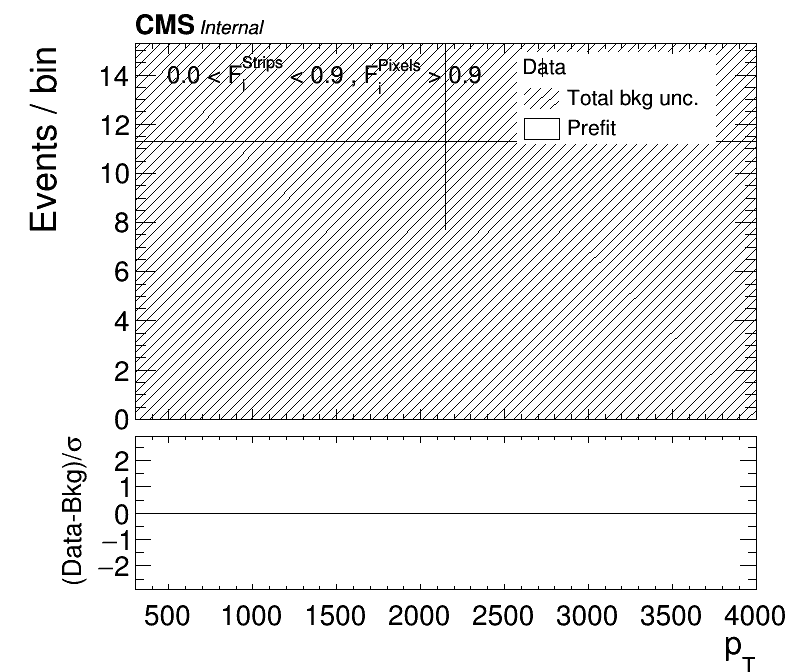 CMS Internal
Events / bin
14
12
10
8
6
4
2
0
0.0 < F_i^Strips < 0.9 , F_i^Pixels > 0.9
Data
Total bkg unc.
Prefit
(Data-Bkg)/σ
2
1
0
−1
−2
500 1000 1500 2000 2500 3000 3500 4000
p_T